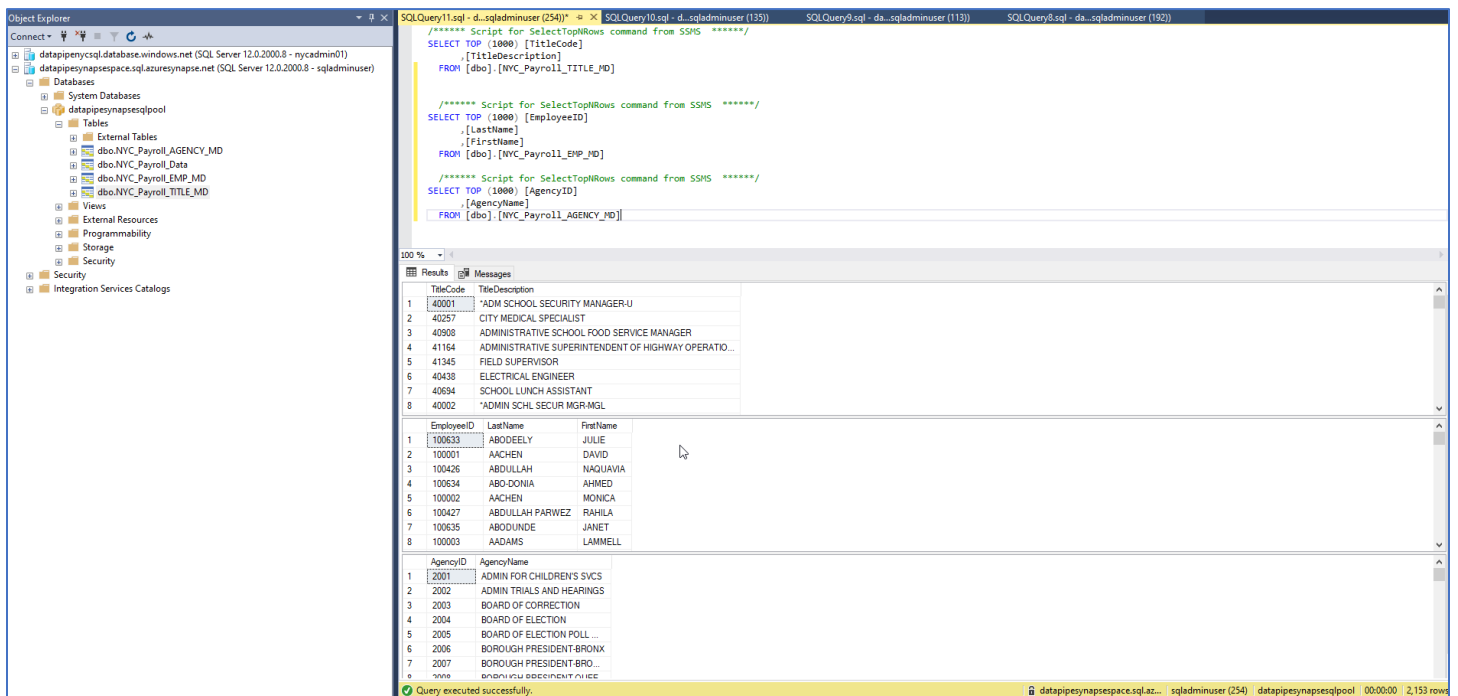 Object Explorer
Connect
datapipenycsql.database.windows.net (SQL Server 12.0.2000.8 - nycadmin01)
datapipesynapsespace.sql.azuresynapse.net (SQL Server 12.0.2000.8 - sqladminuser)
Databases
System Databases
datapipesynapsesqlpool
Tables
External Tables
dbo.NYC_Payroll_AGENCY_MD
dbo.NYC_Payroll_Data
dbo.NYC_Payroll_EMP_MD
dbo.NYC_Payroll_TITLE_MD
Views
External Resources
Programmability
Storage
Security
Security
Integration Services Catalogs
SQLQuery11.sql - d...sqladminuser (254))* SQLQuery10.sql - d...sqladminuser (135)) SQLQuery9.sql - da...sqladminuser (113)) SQLQuery8.sql - da...sqladminuser (192))
/****** Script for SelectTopNRows command from SSMS ******/
SELECT TOP (1000) [TitleCode]
,[TitleDescription]
FROM [dbo].[NYC_Payroll_TITLE_MD]
/****** Script for SelectTopNRows command from SSMS ******/
SELECT TOP (1000) [EmployeeID]
,[LastName]
,[FirstName]
FROM [dbo].[NYC_Payroll_EMP_MD]
/****** Script for SelectTopNRows command from SSMS ******/
SELECT TOP (1000) [AgencyID]
,[AgencyName]
FROM [dbo].[NYC_Payroll_AGENCY_MD]
100 %
Results Messages
TitleCode TitleDescription
1 40001 *ADM SCHOOL SECURITY MANAGER-U
2 40257 CITY MEDICAL SPECIALIST
3 40908 ADMINISTRATIVE SCHOOL FOOD SERVICE MANAGER
4 41164 ADMINISTRATIVE SUPERINTENDENT OF HIGHWAY OPERATIO...
5 41345 FIELD SUPERVISOR
6 40438 ELECTRICAL ENGINEER
7 40694 SCHOOL LUNCH ASSISTANT
8 40002 *ADMIN SCHL SECUR MGR-MGL
EmployeeID LastName FirstName
1 100633 ABODEELY JULIE
2 100001 AACHEN DAVID
3 100426 ABDULLAH NAQUAVIA
4 100634 ABO-DONIA AHMED
5 100002 AACHEN MONICA
6 100427 ABDULLAH PARWEZ RAHILA
7 100635 ABODUNDE JANET
8 100003 AADAMS LAMMELL
AgencyID AgencyName
1 2001 ADMIN FOR CHILDREN'S SVCS
2 2002 ADMIN TRIALS AND HEARINGS
3 2003 BOARD OF CORRECTION
4 2004 BOARD OF ELECTION
5 2005 BOARD OF ELECTION POLL ...
6 2006 BOROUGH PRESIDENT-BRONX
7 2007 BOROUGH PRESIDENT-BRO...
8 2008 BOROUGH PRESIDENT-QUEE
Query executed successfully. datapipesynapsespace.sql.az... sqladminuser (254) datapipesynapsesqlpool 00:00:00 2,153 rows